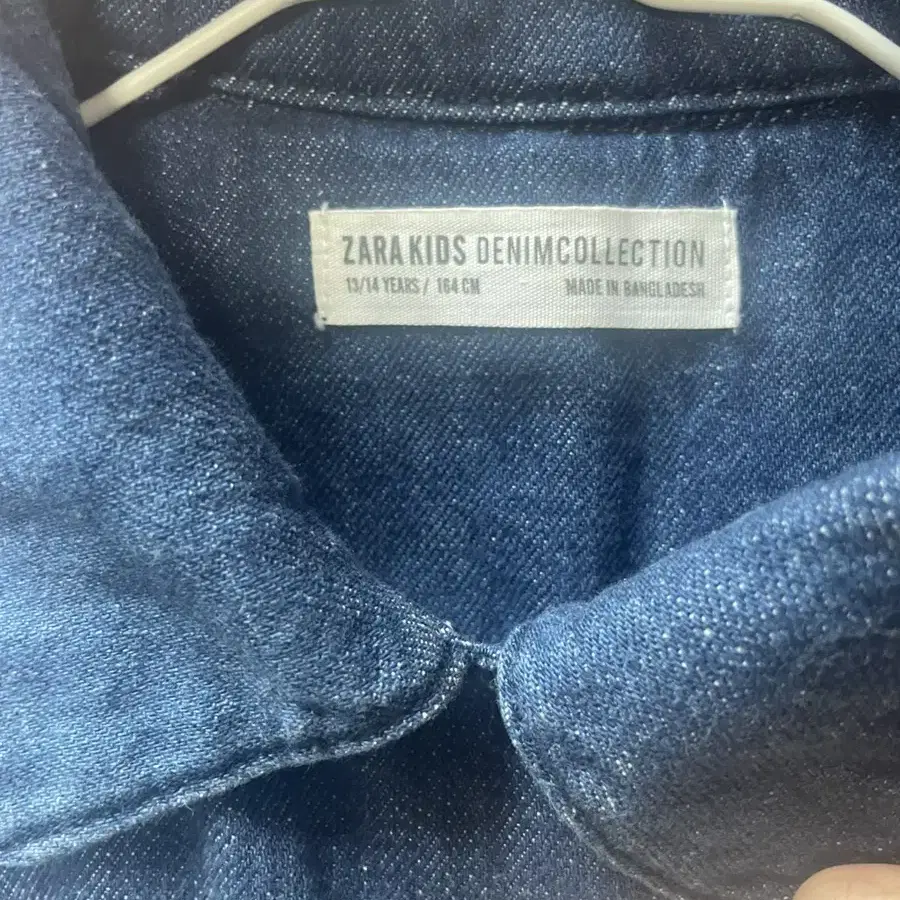 ZARA KIDS DENIMCOLLECTION
13/14 YEARS / 164 CM MADE IN BANGLADESH